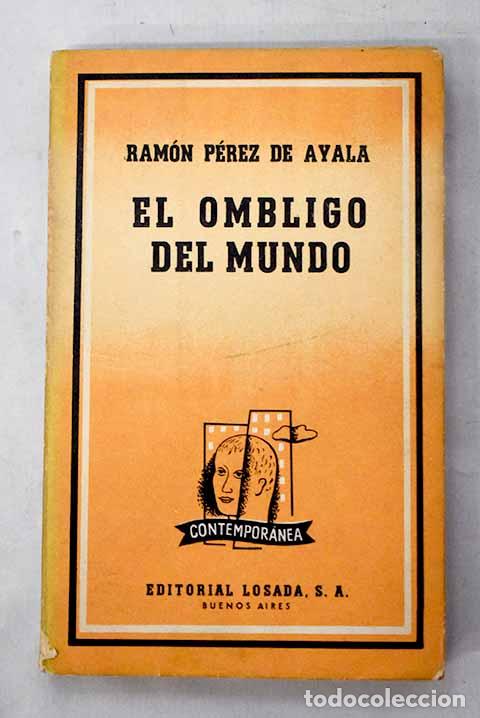 RAMÓN PÉREZ DE AYALA
EL OMBLIGO
DEL MUNDO
CONTEMPORÁNEA
EDITORIAL LOSADA, S. A.
BUENOS AIRES
todocoleccion